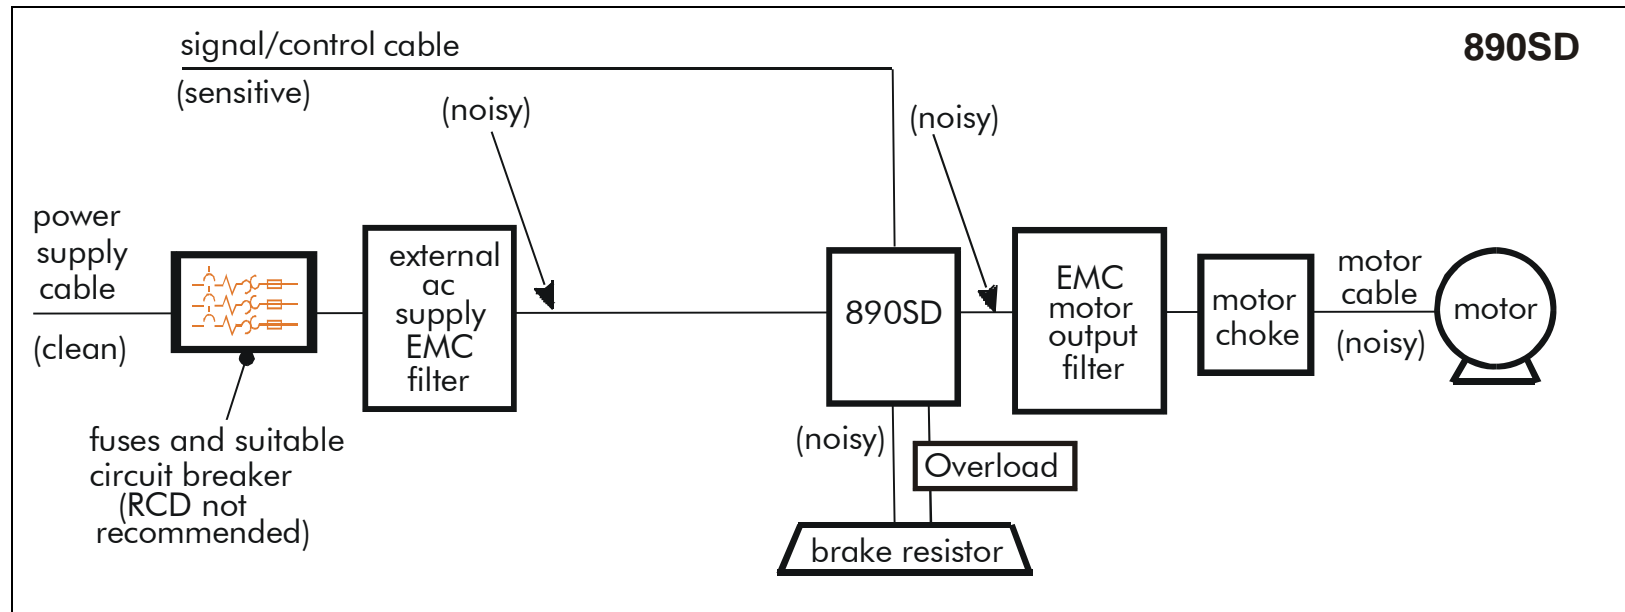 signal/control cable
890SD
(sensitive)
(noisy)
(noisy)
power
supply
cable
(clean)
external
ac
supply
EMC
filter
890SD
EMC
motor
output
filter
motor
choke
motor
cable
(noisy)
motor
fuses and suitable
circuit breaker
(RCD not
recommended)
(noisy)
Overload
brake resistor